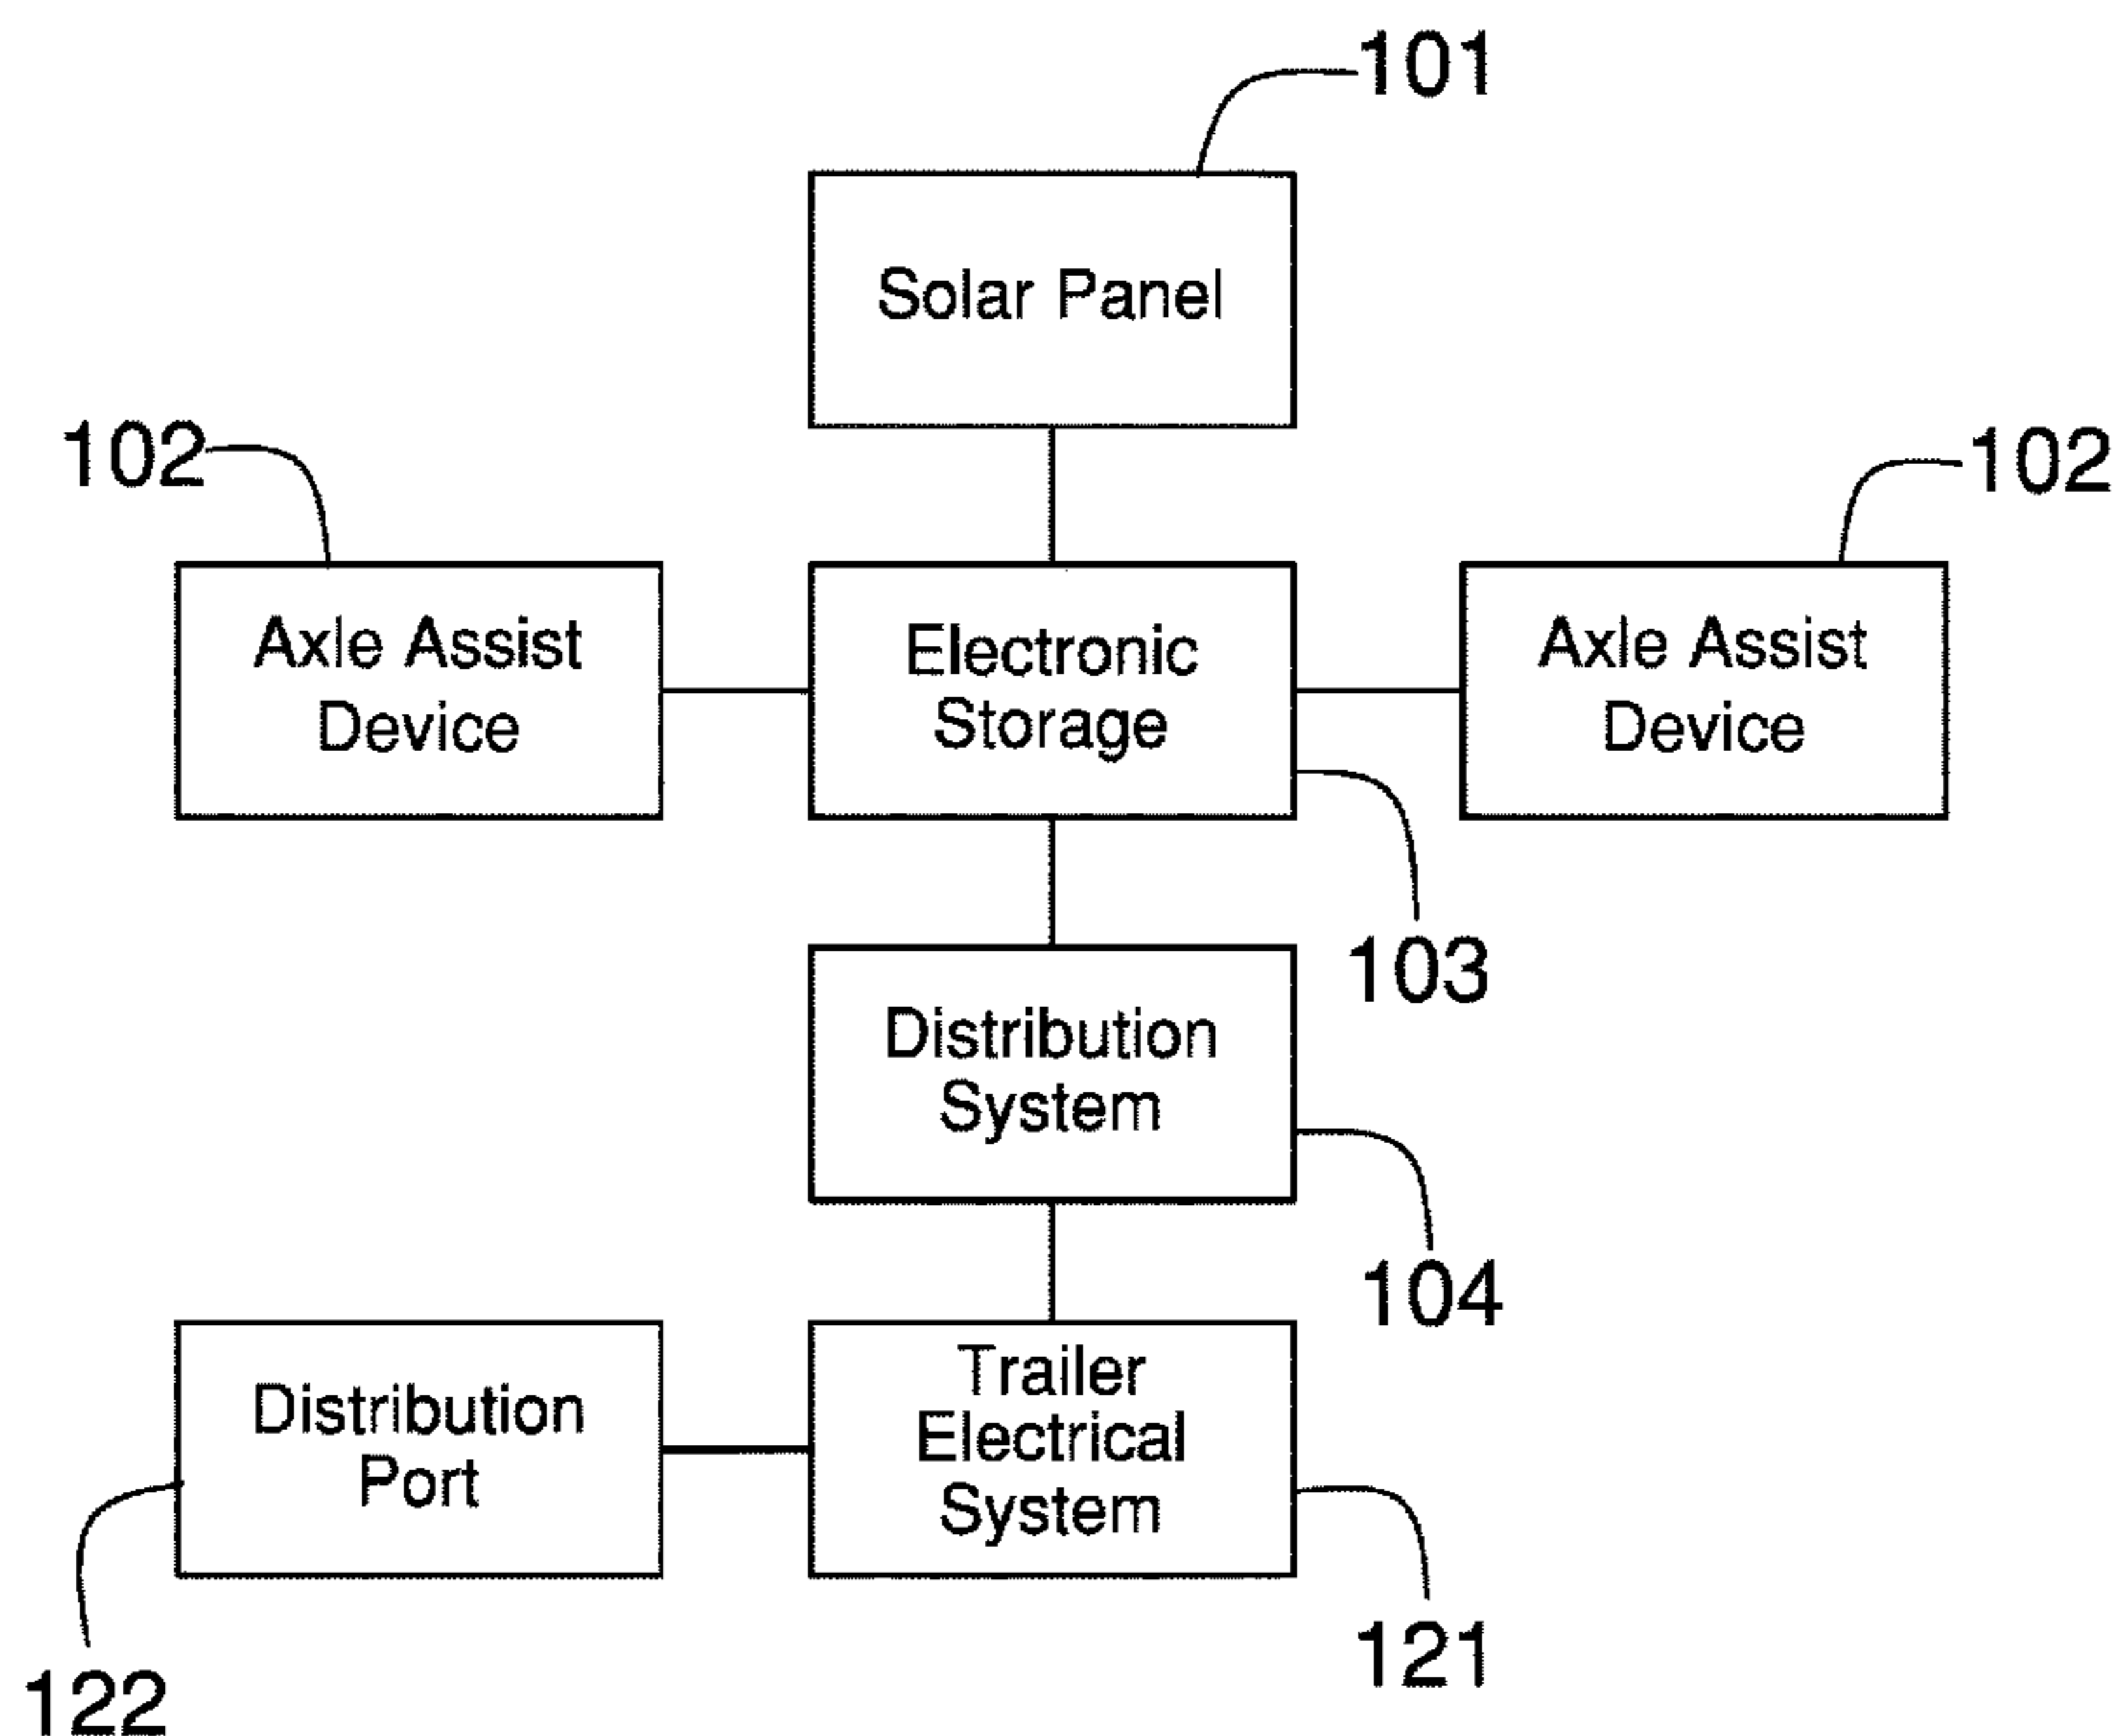 101
Solar Panel
102
102
Axle Assist
Device
Electronic
Storage
Axle Assist
Device
103
Distribution
System
104
Distribution
Port
Trailer
Electrical
System
121
122